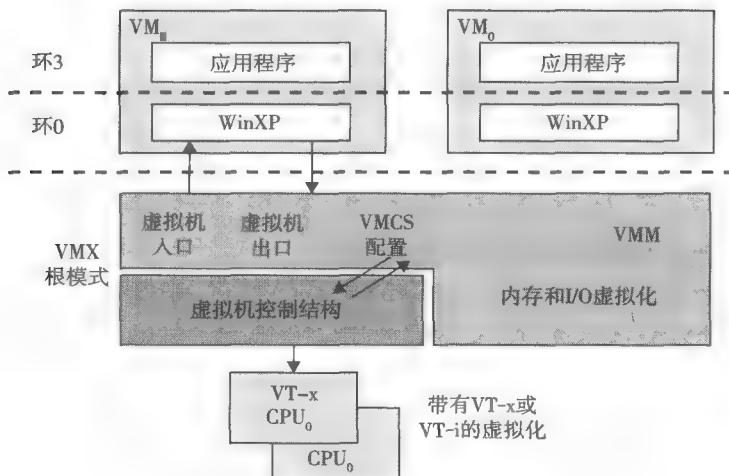 VM
VM₀
环3
应用程序
应用程序
环0
WinXP
WinXP
VMX
根模式
虚拟机
入口
虚拟机
出口
VMCS
配置
VMM
虚拟机控制结构
内存和I/O虚拟化
VT-x
CPU₀
CPU₀
带有VT-x或
VT-i的虚拟化